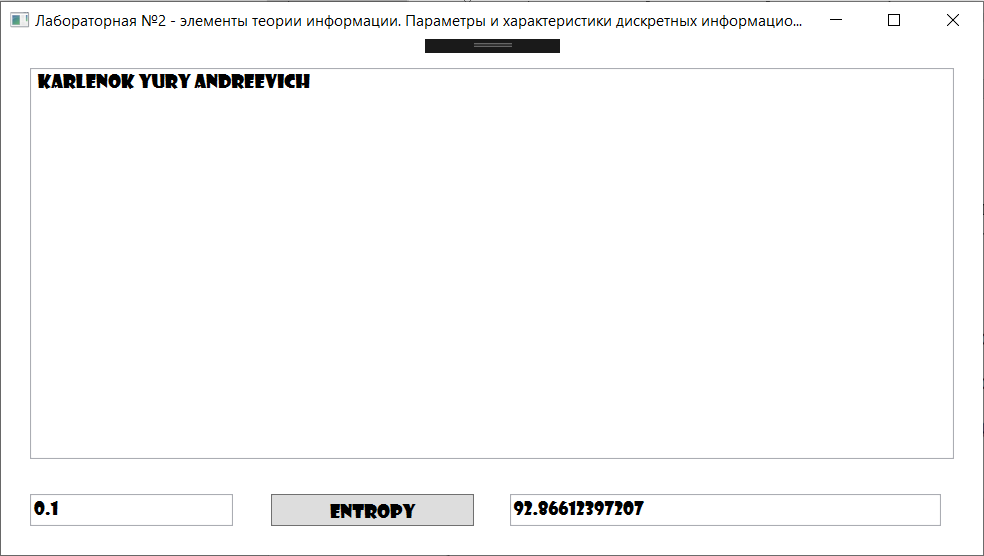 Лабораторная №2 - элементы теории информации. Параметры и характеристики дискретных информацио...
KARLENOK YURY ANDREEVICH
0.1
ENTROPY
92.86612397207